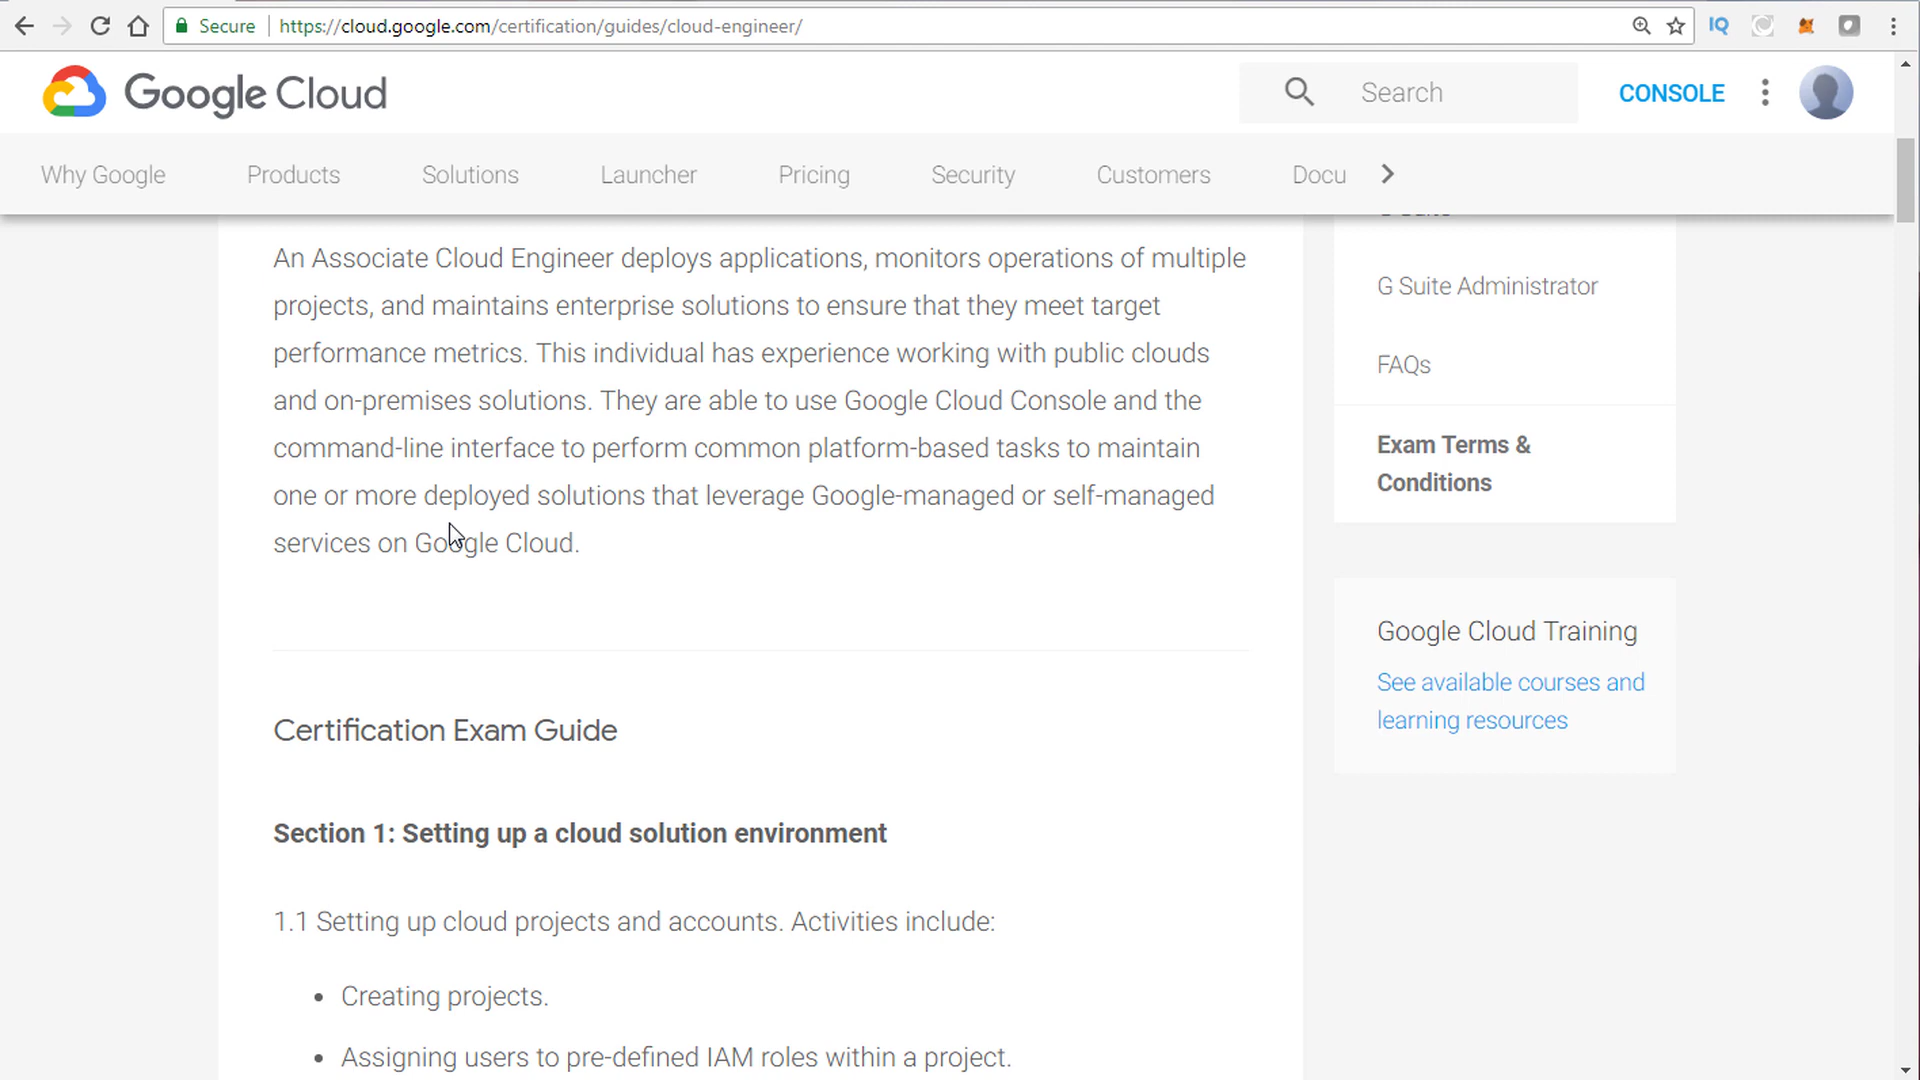 Secure https://cloud.google.com/certification/guides/cloud-engineer/
IQ
Google Cloud
Search
CONSOLE
Why Google Products Solutions Launcher Pricing Security Customers Docu
An Associate Cloud Engineer deploys applications, monitors operations of multiple
projects, and maintains enterprise solutions to ensure that they meet target
performance metrics. This individual has experience working with public clouds
and on-premises solutions. They are able to use Google Cloud Console and the
command-line interface to perform common platform-based tasks to maintain
one or more deployed solutions that leverage Google-managed or self-managed
services on Google Cloud.
Certification Exam Guide
Section 1: Setting up a cloud solution environment
1.1 Setting up cloud projects and accounts. Activities include:
• Creating projects.
• Assigning users to pre-defined IAM roles within a project.
G Suite
G Suite Administrator
FAQs
Exam Terms &
Conditions
Google Cloud Training
See available courses and
learning resources